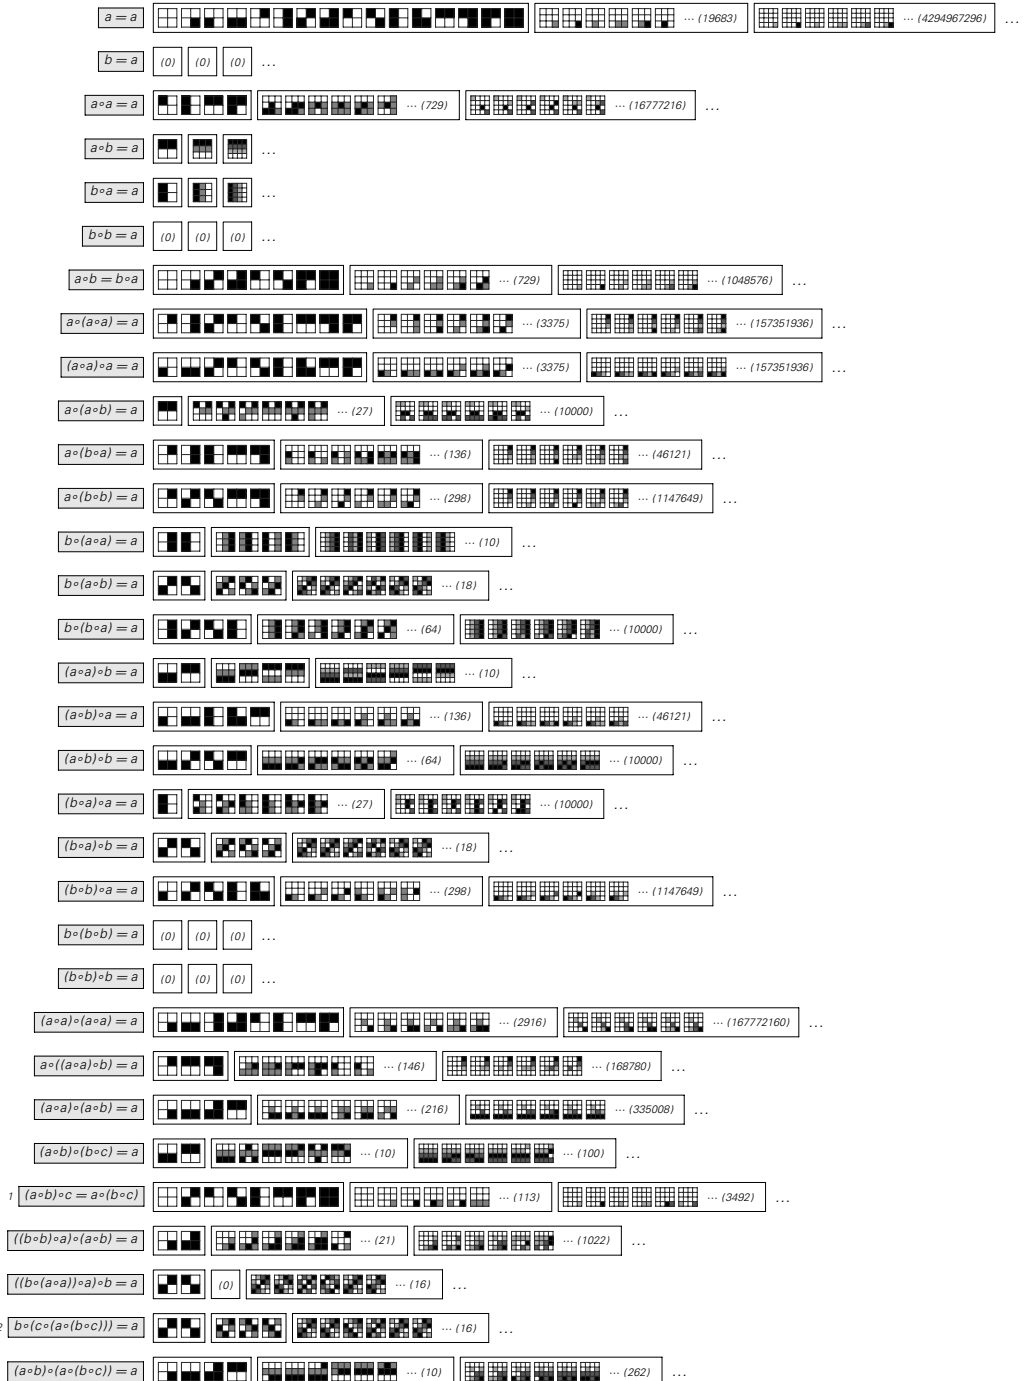 a∘a = a ⋯ (19683) ⋯ (4294967296) ...
b = a (0) (0) (0) ...
a∘a = a ⋯ (729) ⋯ (16777216) ...
a∘b = a ...
b∘a = a ...
b∘b = a (0) (0) (0) ...
a∘b = b∘a ⋯ (729) ⋯ (1048576) ...
a∘(a∘a) = a ⋯ (3375) ⋯ (157351936) ...
(a∘a)∘a = a ⋯ (3375) ⋯ (157351936) ...
a∘(a∘b) = a ⋯ (27) ⋯ (10000) ...
a∘(b∘a) = a ⋯ (136) ⋯ (46121) ...
a∘(b∘b) = a ⋯ (298) ⋯ (1147649) ...
b∘(a∘a) = a ⋯ (10) ...
b∘(a∘b) = a ⋯ (18) ...
b∘(b∘a) = a ⋯ (64) ⋯ (10000) ...
(a∘a)∘b = a ⋯ (10) ...
(a∘b)∘a = a ⋯ (136) ⋯ (46121) ...
(a∘b)∘b = a ⋯ (64) ⋯ (10000) ...
(b∘a)∘a = a ⋯ (27) ⋯ (10000) ...
(b∘a)∘b = a ⋯ (18) ...
(b∘b)∘a = a ⋯ (298) ⋯ (1147649) ...
b∘(b∘b) = a (0) (0) (0) ...
(b∘b)∘b = a (0) (0) (0) ...
(a∘a)∘(a∘a) = a ⋯ (2916) ⋯ (167772160) ...
a∘((a∘a)∘b) = a ⋯ (146) ⋯ (168780) ...
(a∘a)∘(a∘b) = a ⋯ (216) ⋯ (335008) ...
(a∘b)∘(b∘c) = a ⋯ (10) ⋯ (100) ...
1 (a∘b)∘c = a∘(b∘c) ⋯ (113) ⋯ (3492) ...
((b∘b)∘a)∘(a∘b) = a ⋯ (21) ⋯ (1022) ...
((b∘(a∘a))∘a)∘b = a (0) ⋯ (16) ...
2 b∘(c∘(a∘(b∘c))) = a ⋯ (16) ...
(a∘b)∘(a∘(b∘c)) = a ⋯ (10) ⋯ (262) ...